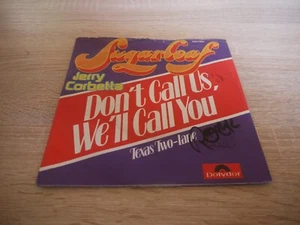 Sugarloaf
Jerry
Corbetta
Don't Call Us,
We'll Call You
Texas Two-Lane
Polydor